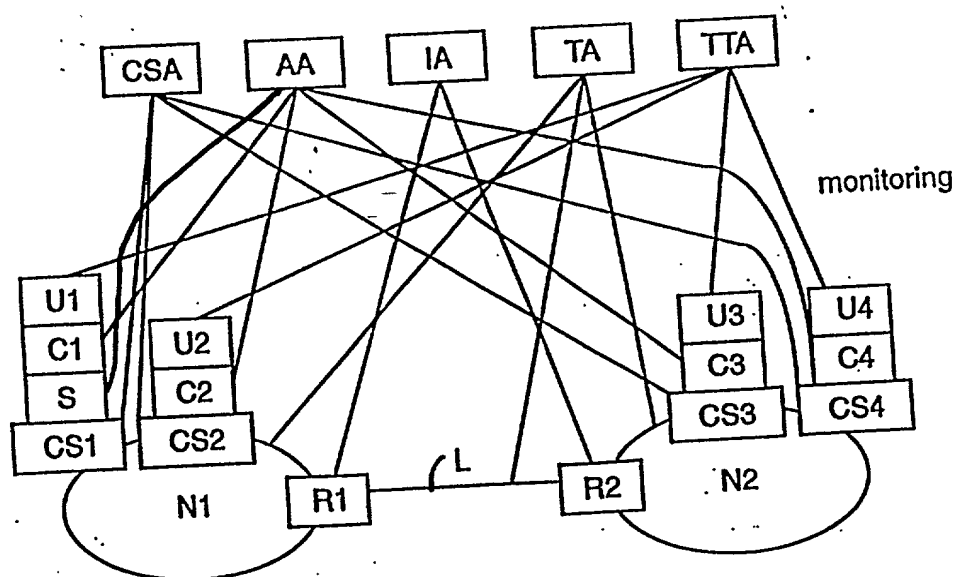 CSA AA IA TA TTA
monitoring
U1
C1
S
CS1
U2
C2
CS2
N1
R1
L
R2
N2
U3
C3
CS3
U4
C4
CS4